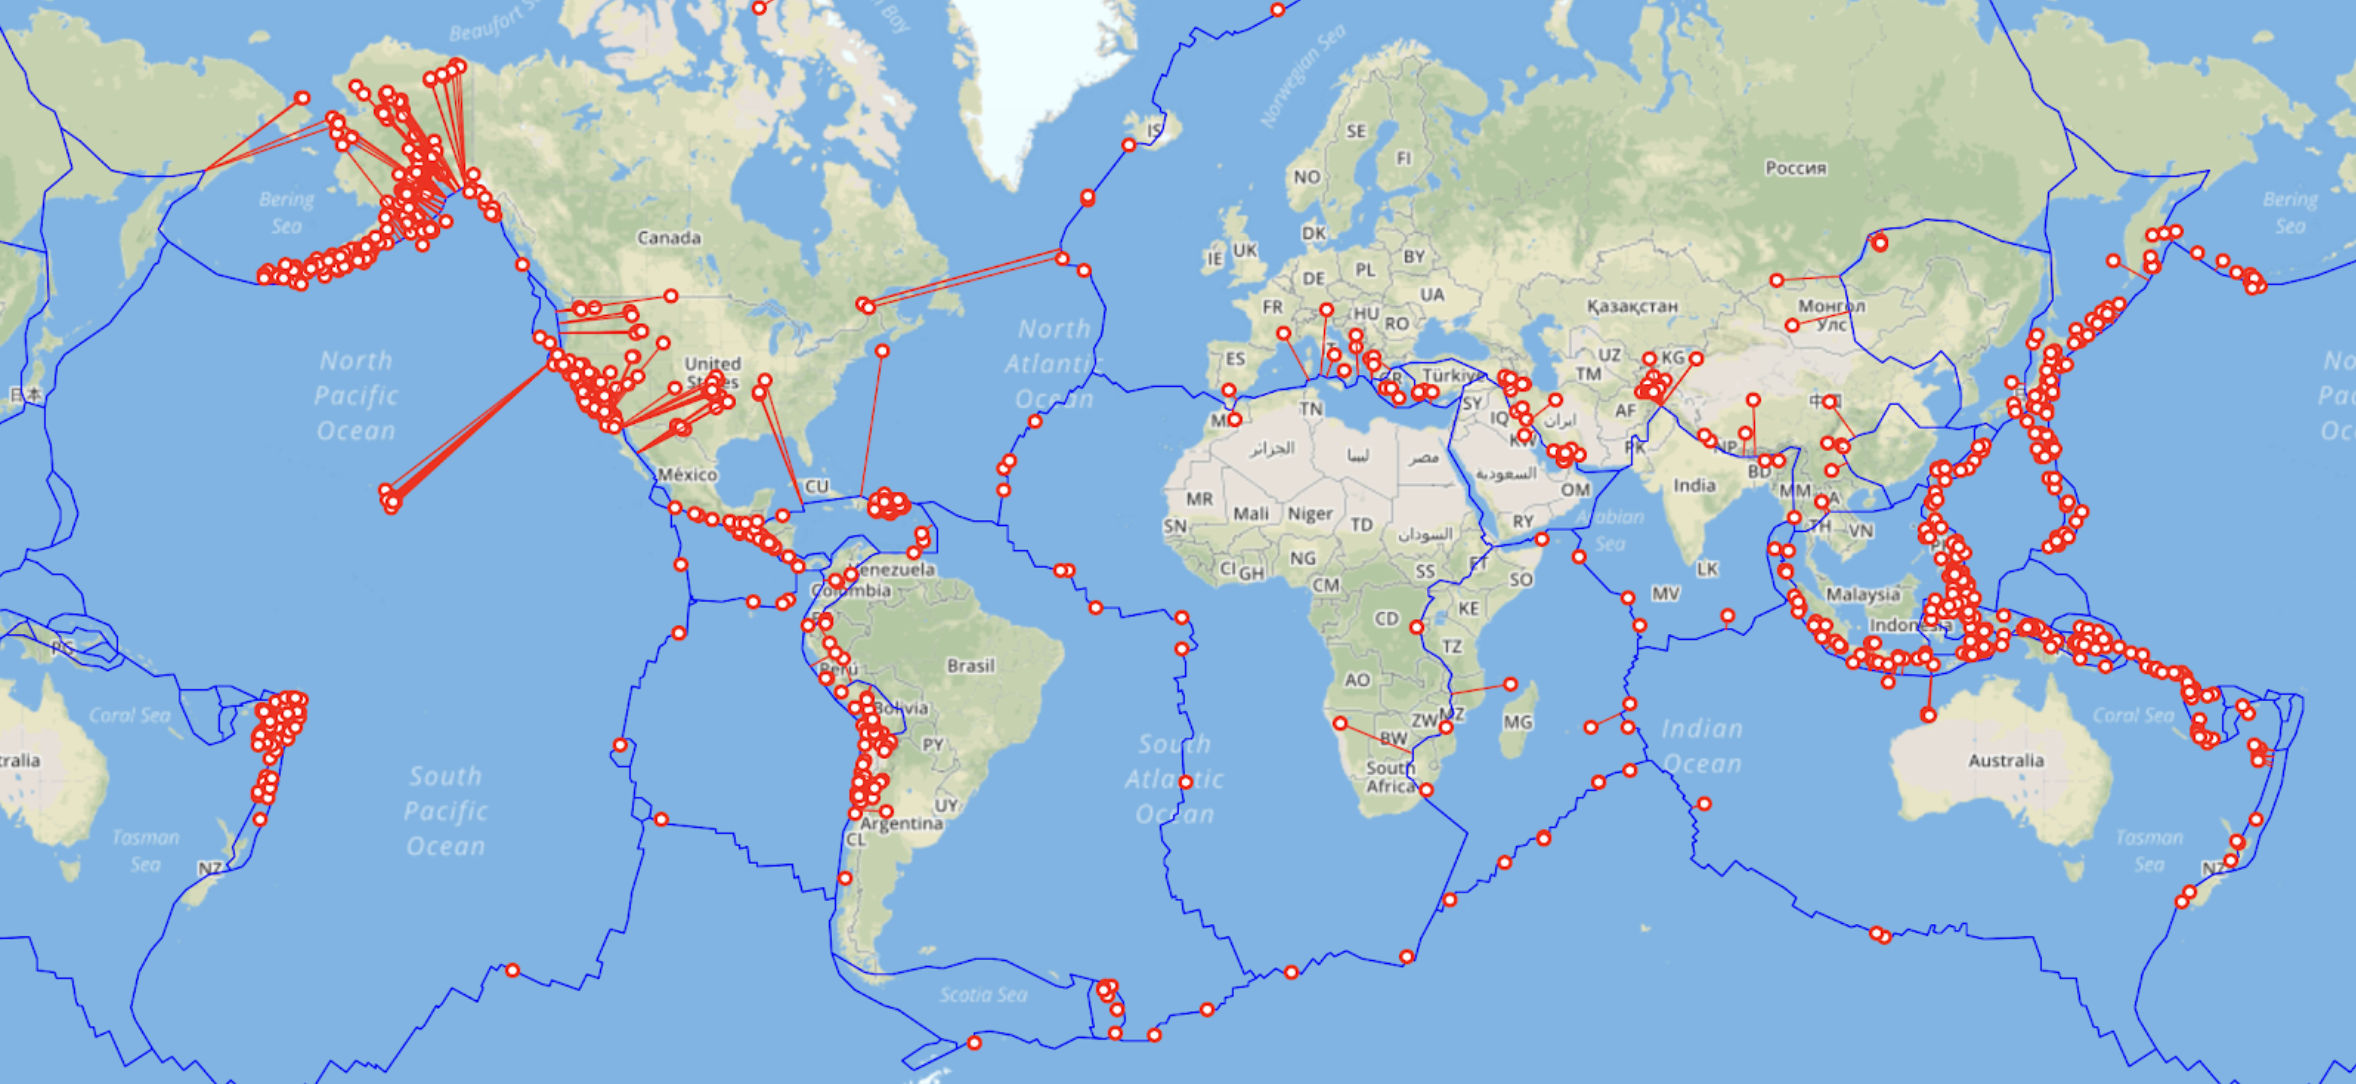 Beaufort
Norwegian Sea
IS
SE
FI
NO
Россия
Bering
Sea
Bering
Sea
Canada
DK
IE
UK
BY
PL
DE
UA
FR
HU
RO
Қазақстан
Монгол
Улс
North
Pacific
Ocean
North
Atlantic
Ocean
United
States
ES
Türkiye
UZ
KG
TM
日本
TN
SY
IQ
ایران
AF
中国
KW
PK
NP
الجزائر
ليبيا
مصر
السعودية
México
CU
BD
India
OM
MM
MR
Mali
Niger
TD
السودان
RY
Arabian
Sea
SN
TH
VN
NG
CI
GH
CM
SS
ET
SO
LK
Venezuela
Colombia
MV
Malaysia
KE
CD
Indonesia
PG
TZ
Perú
Brasil
AO
Bolivia
Coral Sea
ZW
MZ
MG
Coral Sea
PY
BW
Indian
Ocean
South
Atlantic
Ocean
tralia
South
Africa
Australia
South
Pacific
Ocean
UY
Argentina
CL
Tasman
Sea
Tasman
Sea
NZ
NZ
Scotia Sea